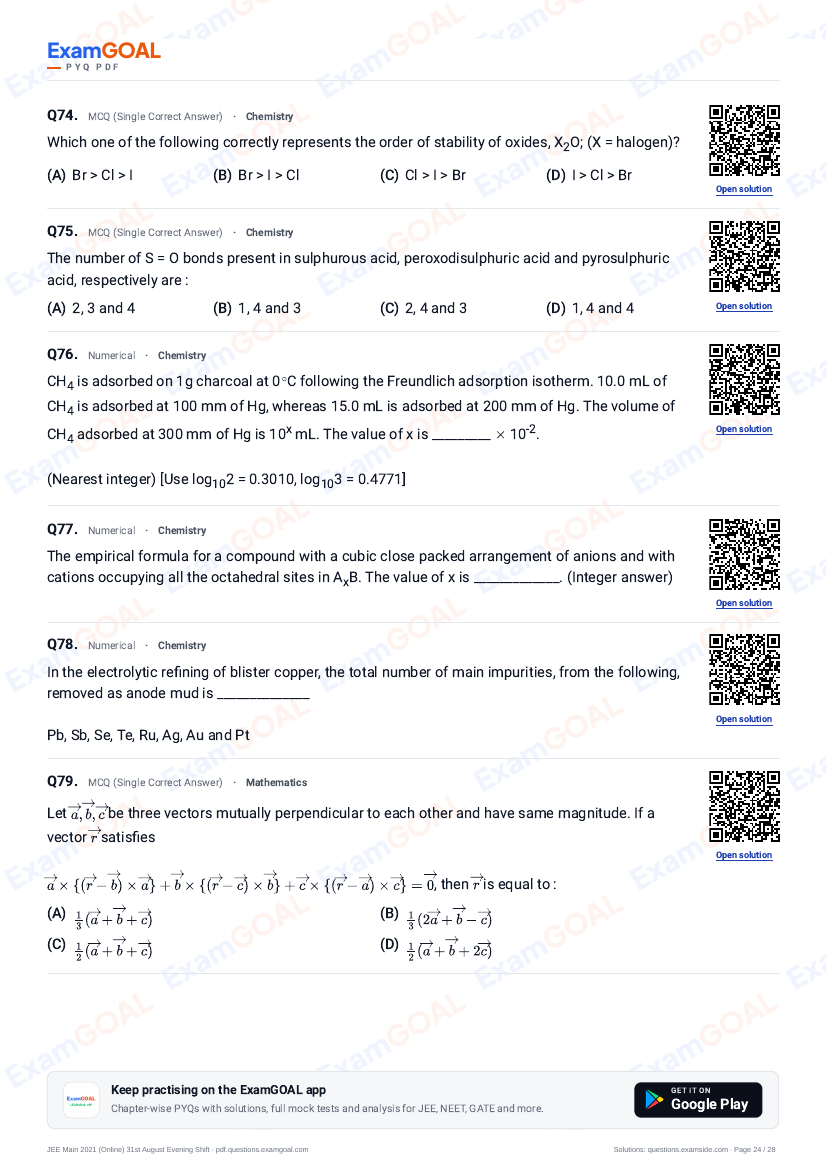 ExamGOAL
PYQ PDF
Q74. MCQ (Single Correct Answer) · Chemistry
Which one of the following correctly represents the order of stability of oxides, X₂O; (X = halogen)?
(A) Br > Cl > I (B) Br > I > Cl (C) Cl > I > Br (D) I > Cl > Br
Open solution
Q75. MCQ (Single Correct Answer) · Chemistry
The number of S = O bonds present in sulphurous acid, peroxodisulphuric acid and pyrosulphuric
acid, respectively are :
(A) 2, 3 and 4 (B) 1, 4 and 3 (C) 2, 4 and 3 (D) 1, 4 and 4
Open solution
Q76. Numerical · Chemistry
CH₄ is adsorbed on 1g charcoal at 0°C following the Freundlich adsorption isotherm. 10.0 mL of
CH₄ is adsorbed at 100 mm of Hg, whereas 15.0 mL is adsorbed at 200 mm of Hg. The volume of
CH₄ adsorbed at 300 mm of Hg is 10ˣ mL. The value of x is _________ × 10⁻².
(Nearest integer) [Use log₁₀2 = 0.3010, log₁₀3 = 0.4771]
Open solution
Q77. Numerical · Chemistry
The empirical formula for a compound with a cubic close packed arrangement of anions and with
cations occupying all the octahedral sites in AₓB. The value of x is _____________. (Integer answer)
Open solution
Q78. Numerical · Chemistry
In the electrolytic refining of blister copper, the total number of main impurities, from the following,
removed as anode mud is ______________
Pb, Sb, Se, Te, Ru, Ag, Au and Pt
Open solution
Q79. MCQ (Single Correct Answer) · Mathematics
Let a⃗, b⃗, c⃗ be three vectors mutually perpendicular to each other and have same magnitude. If a
vector r⃗ satisfies
a⃗ × {(r⃗ − b⃗) × a⃗} + b⃗ × {(r⃗ − c⃗) × b⃗} + c⃗ × {(r⃗ − a⃗) × c⃗} = 0⃗, then r⃗ is equal to :
(A) 1/3(a⃗ + b⃗ + c⃗) (B) 1/3(2a⃗ + b⃗ − c⃗)
(C) 1/2(a⃗ + b⃗ + c⃗) (D) 1/2(a⃗ + b⃗ + 2c⃗)
Open solution
ExamGOAL
Keep practising on the ExamGOAL app
Chapter-wise PYQs with solutions, full mock tests and analysis for JEE, NEET, GATE and more.
GET IT ON
Google Play
JEE Main 2021 (Online) 31st August Evening Shift · pdf.questions.examgoal.com Solutions: questions.examside.com · Page 24 / 28